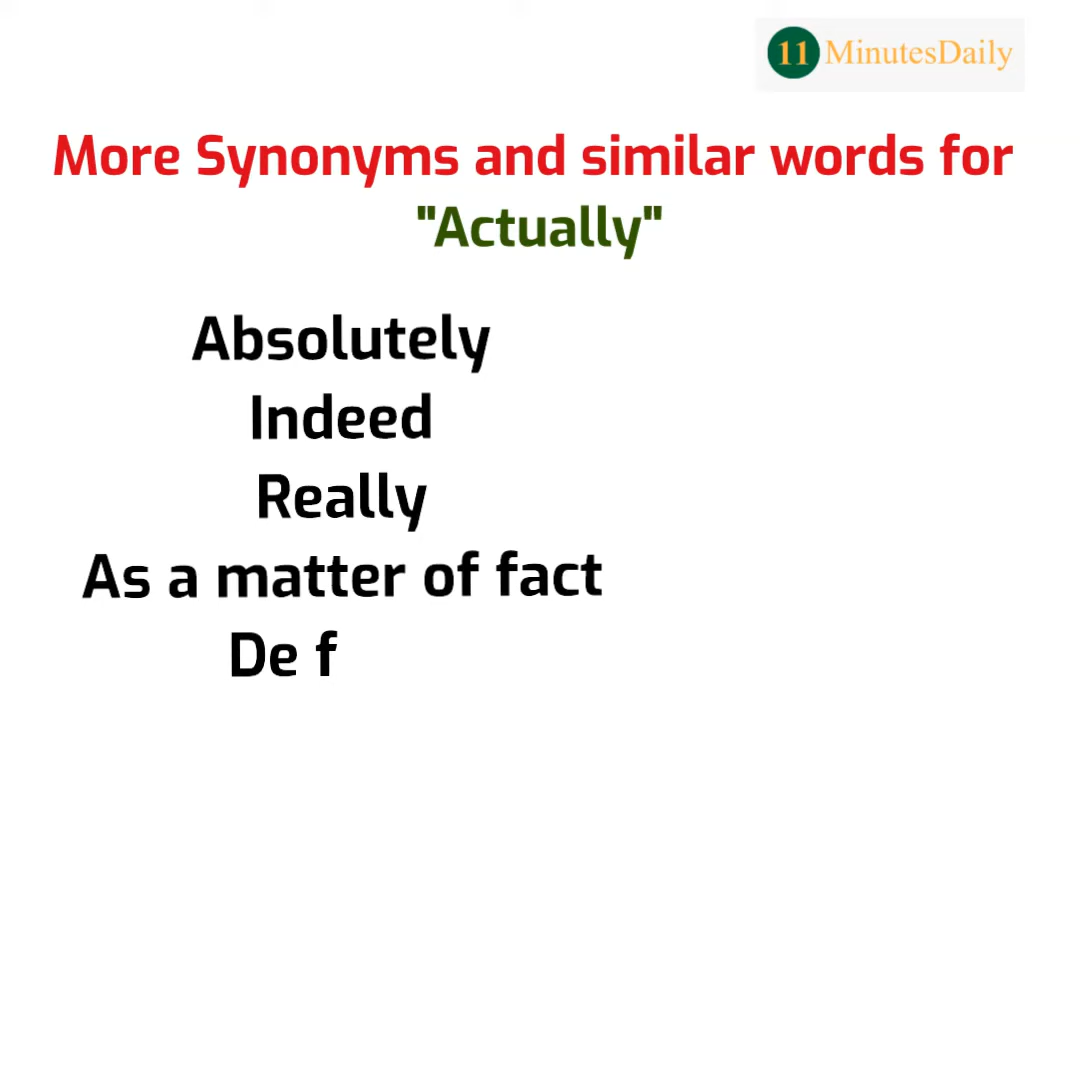 11 MinutesDaily
More Synonyms and similar words for
"Actually"
Absolutely
Indeed
Really
As a matter of fact
De f